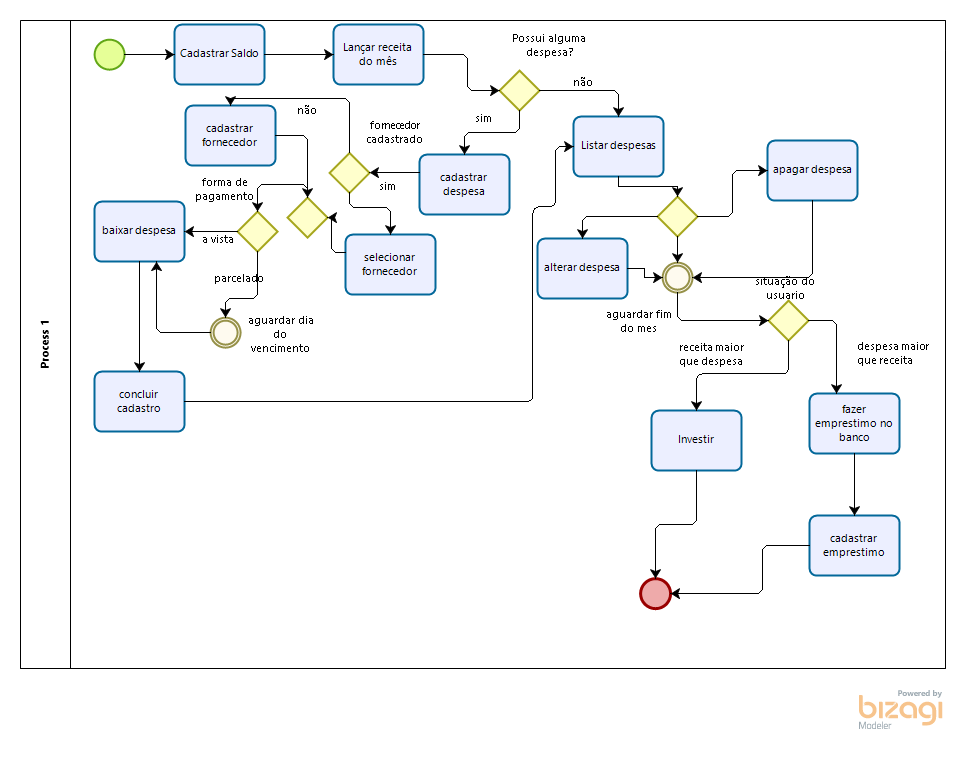 Process 1
Cadastrar Saldo
Lançar receita
do mês
Possui alguma
despesa?
não
sim
Listar despesas
apagar despesa
cadastrar
despesa
fornecedor
cadastrado
não
sim
cadastrar
fornecedor
selecionar
fornecedor
forma de
pagamento
a vista
parcelado
baixar despesa
aguardar dia
do
vencimento
concluir
cadastro
alterar despesa
aguardar fim
do mes
situação do
usuario
receita maior
que despesa
despesa maior
que receita
Investir
fazer
emprestimo no
banco
cadastrar
emprestimo
Powered by
bizagi
Modeler